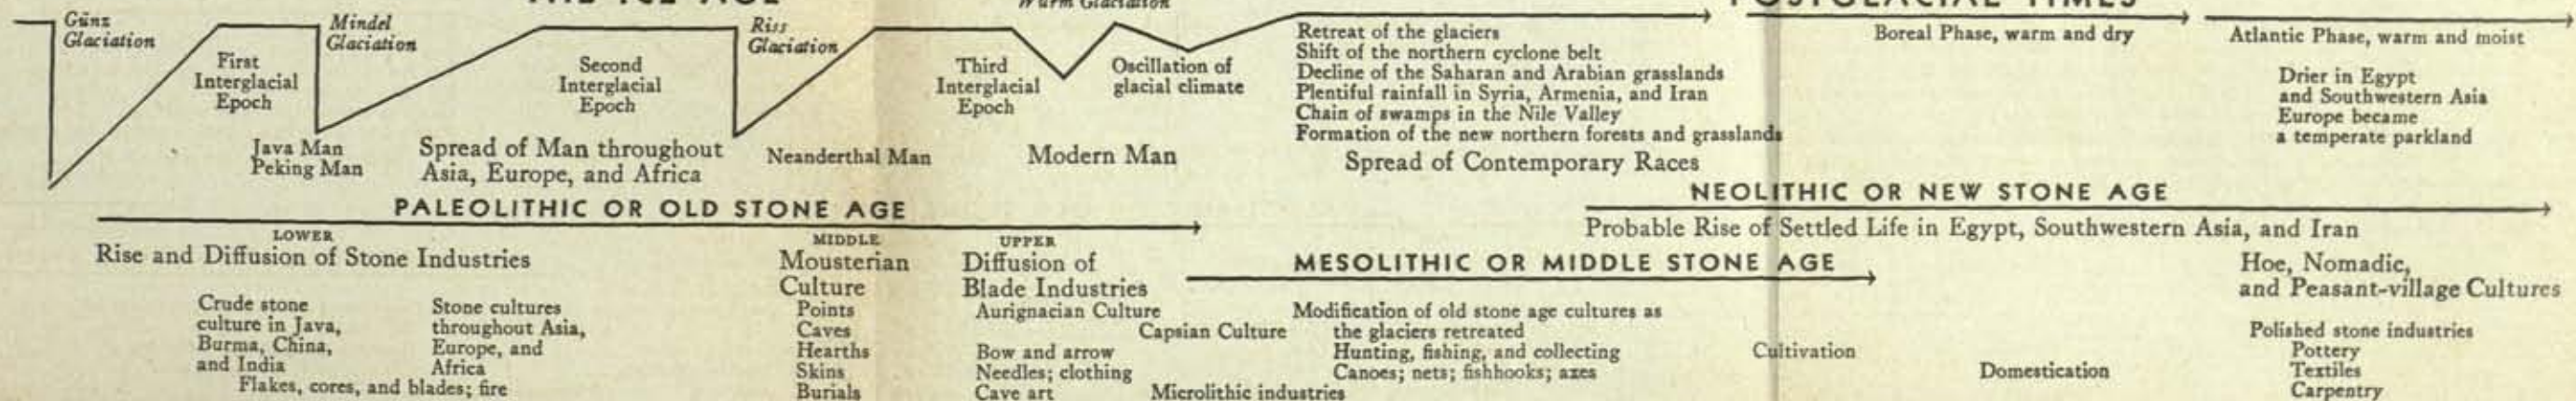 THE ICE AGE
Würm Glaciation
POSTGLACIAL TIMES
Günz
Glaciation
First
Interglacial
Epoch
Mindel
Glaciation
Second
Interglacial
Epoch
Riss
Glaciation
Third
Interglacial
Epoch
Oscillation of
glacial climate
Retreat of the glaciers
Shift of the northern cyclone belt
Decline of the Saharan and Arabian grasslands
Plentiful rainfall in Syria, Armenia, and Iran
Chain of swamps in the Nile Valley
Formation of the new northern forests and grasslands
Boreal Phase, warm and dry
Atlantic Phase, warm and moist
Drier in Egypt
and Southwestern Asia
Europe became
a temperate parkland
Java Man
Peking Man
Spread of Man throughout
Asia, Europe, and Africa
Neanderthal Man
Modern Man
Spread of Contemporary Races
PALEOLITHIC OR OLD STONE AGE
NEOLITHIC OR NEW STONE AGE
Probable Rise of Settled Life in Egypt, Southwestern Asia, and Iran
LOWER
Rise and Diffusion of Stone Industries
Crude stone
culture in Java,
Burma, China,
and India
Stone cultures
throughout Asia,
Europe, and
Africa
Flakes, cores, and blades; fire
MIDDLE
Mousterian
Culture
Points
Caves
Hearths
Skins
Burials
UPPER
Diffusion of
Blade Industries
Aurignacian Culture
Capsian Culture
Bow and arrow
Needles; clothing
Cave art
Microlithic industries
MESOLITHIC OR MIDDLE STONE AGE
Modification of old stone age cultures as
the glaciers retreated
Hunting, fishing, and collecting
Canoes; nets; fishhooks; axes
Cultivation
Domestication
Hoe, Nomadic,
and Peasant-village Cultures
Polished stone industries
Pottery
Textiles
Carpentry